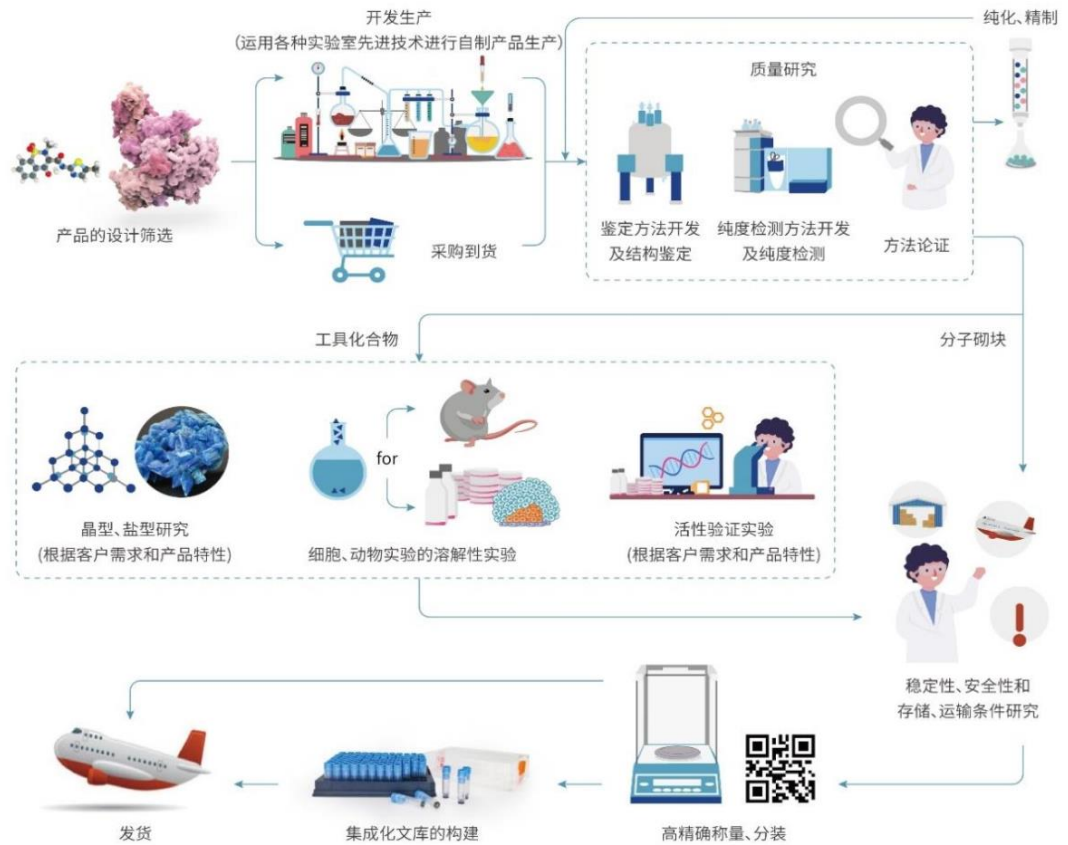 开发生产
(运用各种实验室先进技术进行自制产品生产)
纯化、精制
质量研究
产品的设计筛选
采购到货
鉴定方法开发
及结构鉴定
纯度检测方法开发
及纯度检测
方法论证
工具化合物
分子砌块
for
晶型、盐型研究
(根据客户需求和产品特性)
细胞、动物实验的溶解性实验
活性验证实验
(根据客户需求和产品特性)
稳定性、安全性和
存储、运输条件研究
发货
集成化文库的构建
高精确称量、分装